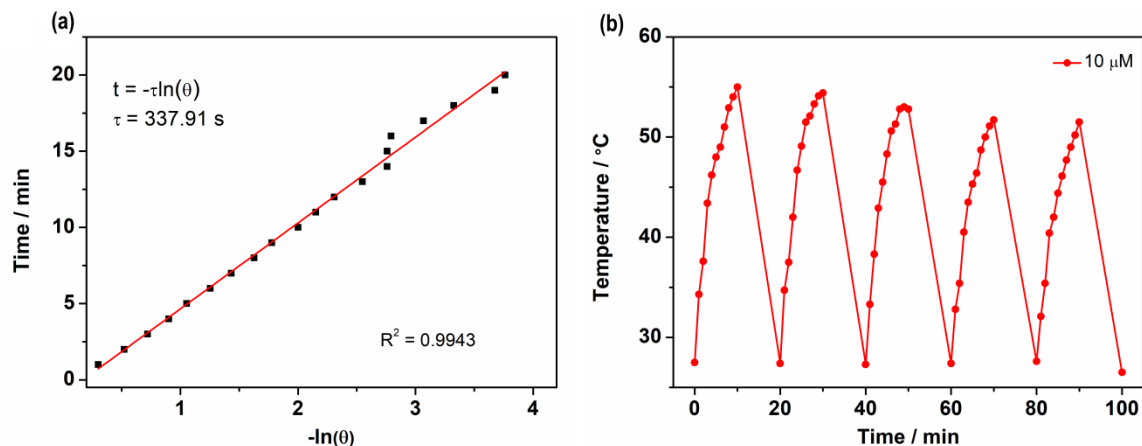 (a)
t = -τln(θ)
τ = 337.91 s
R² = 0.9943
Time / min
20
15
10
5
0
1
2
3
4
-ln(θ)
(b)
10 μM
Temperature / °C
60
50
40
30
0
20
40
60
80
100
Time / min